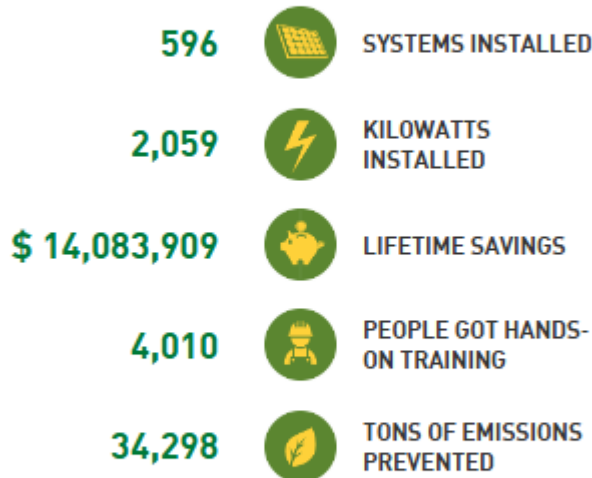 596 SYSTEMS INSTALLED
2,059 KILOWATTS
INSTALLED
$ 14,083,909 LIFETIME SAVINGS
4,010 PEOPLE GOT HANDS-
ON TRAINING
34,298 TONS OF EMISSIONS
PREVENTED